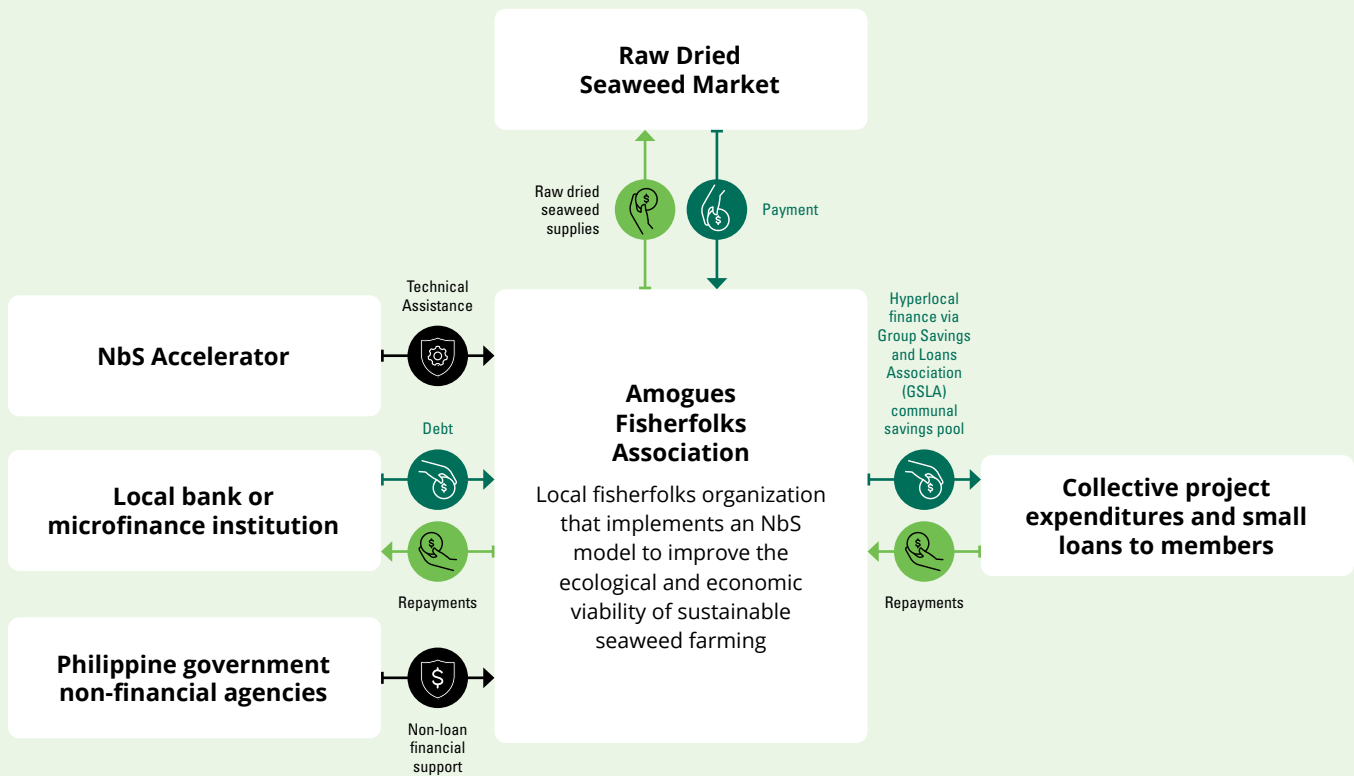 Raw Dried
Seaweed Market
Raw dried
seaweed
supplies
$
$
Payment
NbS Accelerator
Technical
Assistance
Local bank or
microfinance institution
Debt
$
$
Repayments
Philippine government
non-financial agencies
$
Non-loan
financial
support
Amogues
Fisherfolks
Association
Local fisherfolks organization
that implements an NbS
model to improve the
ecological and economic
viability of sustainable
seaweed farming
Hyperlocal
finance via
Group Savings
and Loans
Association
(GSLA)
communal
savings pool
$
$
Repayments
Collective project
expenditures and small
loans to members